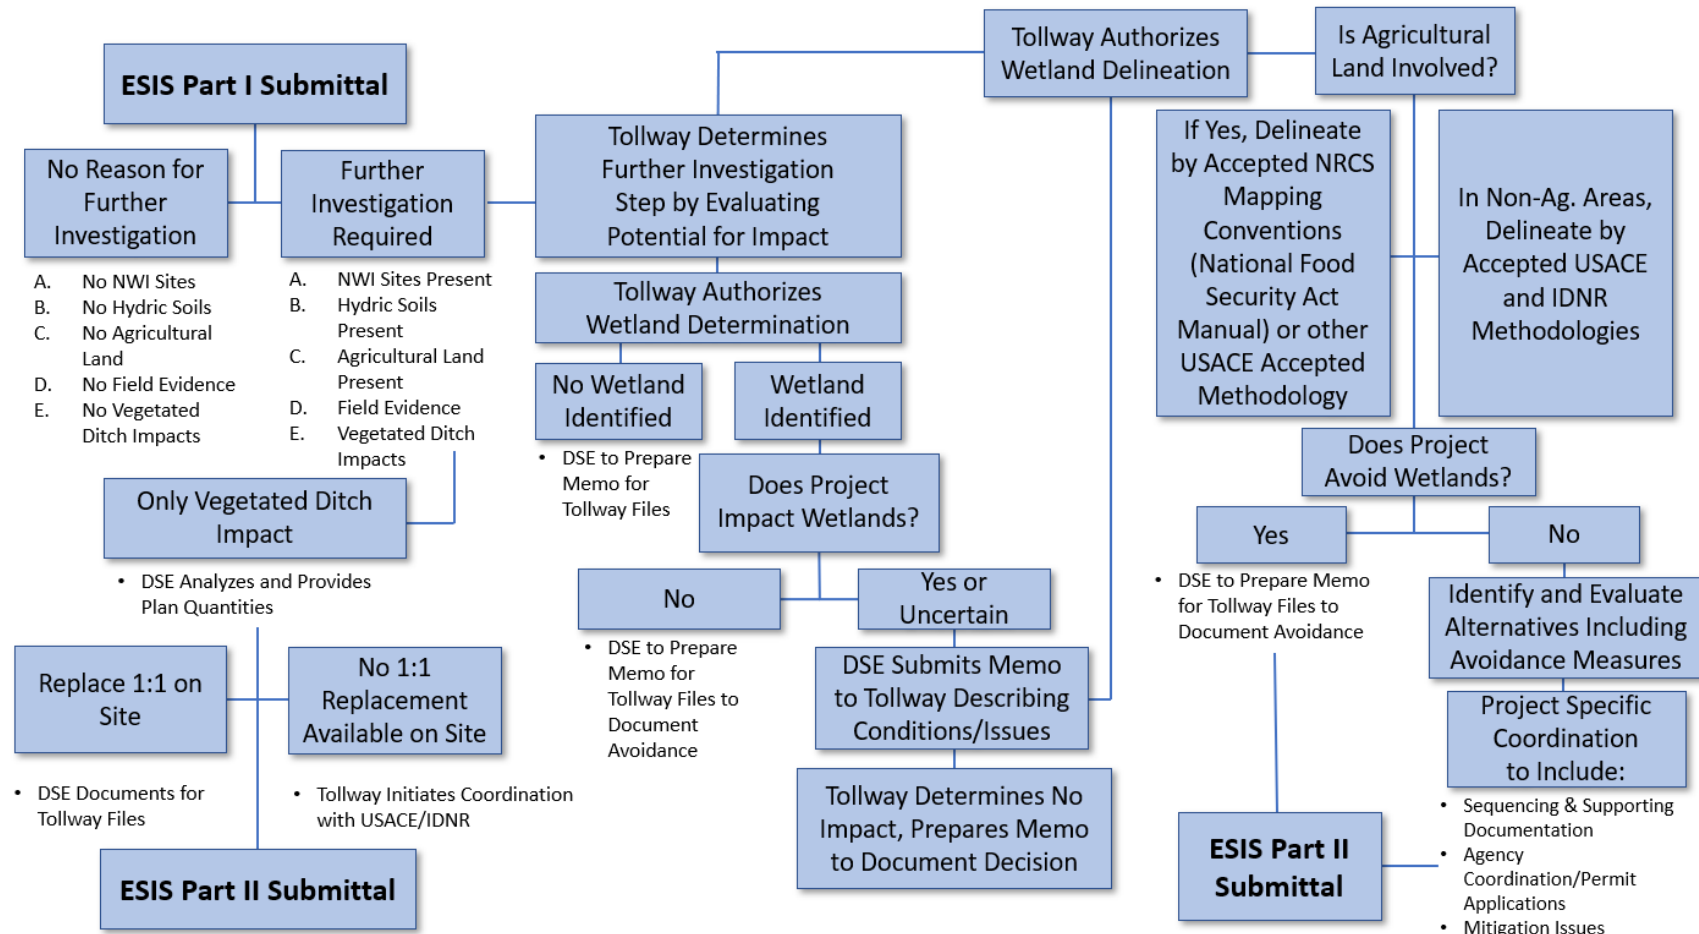 ESIS Part I Submittal
No Reason for
Further
Investigation
A. No NWI Sites
B. No Hydric Soils
C. No Agricultural
Land
D. No Field Evidence
E. No Vegetated
Ditch Impacts
Further
Investigation
Required
A. NWI Sites Present
B. Hydric Soils
Present
C. Agricultural Land
Present
D. Field Evidence
E. Vegetated Ditch
Impacts
Only Vegetated Ditch
Impact
• DSE Analyzes and Provides
Plan Quantities
Replace 1:1 on
Site
• DSE Documents for
Tollway Files
No 1:1
Replacement
Available on Site
• Tollway Initiates Coordination
with USACE/IDNR
ESIS Part II Submittal
Tollway Determines
Further Investigation
Step by Evaluating
Potential for Impact
Tollway Authorizes
Wetland Determination
No Wetland
Identified
• DSE to Prepare
Memo for
Tollway Files
Wetland
Identified
Does Project
Impact Wetlands?
No
• DSE to Prepare
Memo for
Tollway Files to
Document
Avoidance
Yes or
Uncertain
DSE Submits Memo
to Tollway Describing
Conditions/Issues
Tollway Determines No
Impact, Prepares Memo
to Document Decision
Tollway Authorizes
Wetland Delineation
Is Agricultural
Land Involved?
If Yes, Delineate
by Accepted NRCS
Mapping
Conventions
(National Food
Security Act
Manual) or other
USACE Accepted
Methodology
In Non-Ag. Areas,
Delineate by
Accepted USACE
and IDNR
Methodologies
Does Project
Avoid Wetlands?
Yes
• DSE to Prepare Memo
for Tollway Files to
Document Avoidance
No
Identify and Evaluate
Alternatives Including
Avoidance Measures
Project Specific
Coordination
to Include:
• Sequencing & Supporting
Documentation
• Agency
Coordination/Permit
Applications
• Mitigation Issues
ESIS Part II
Submittal